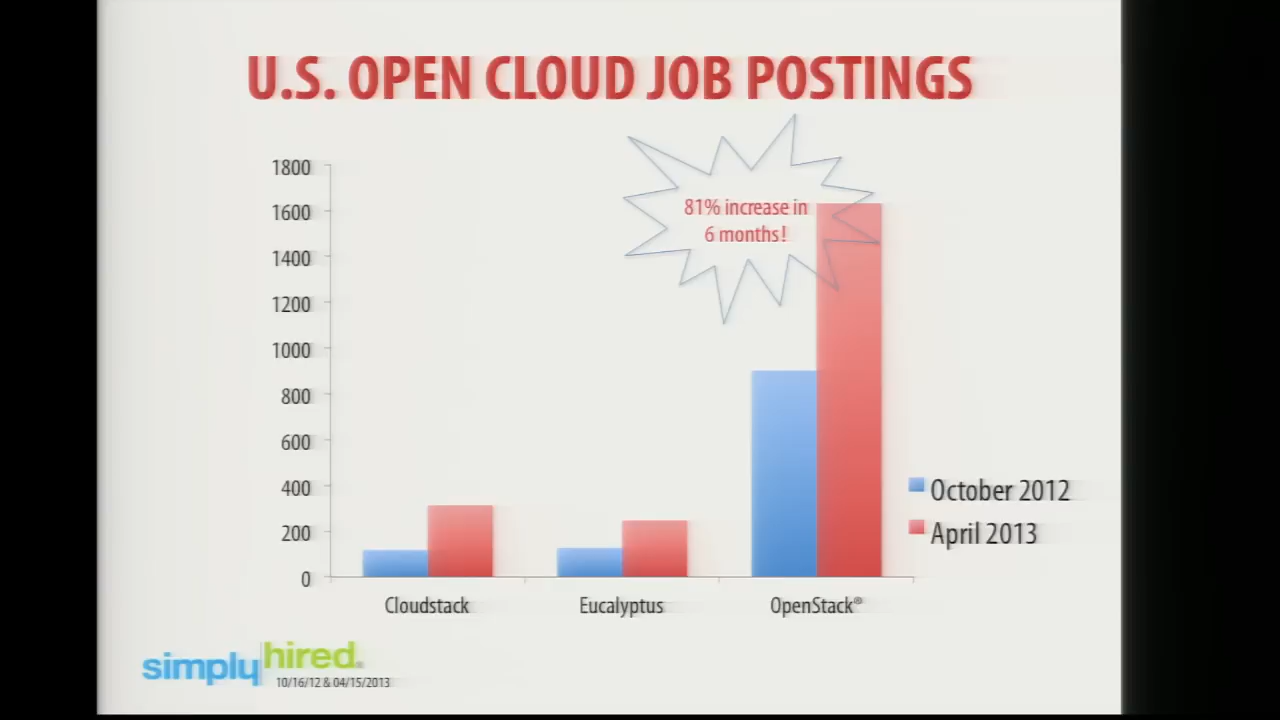 U.S. OPEN CLOUD JOB POSTINGS
1800
1600
1400
1200
1000
800
600
400
200
0
81% increase in
6 months!
October 2012
April 2013
Cloudstack
Eucalyptus
OpenStack®
simplyhired.
10/16/12 & 04/15/2013